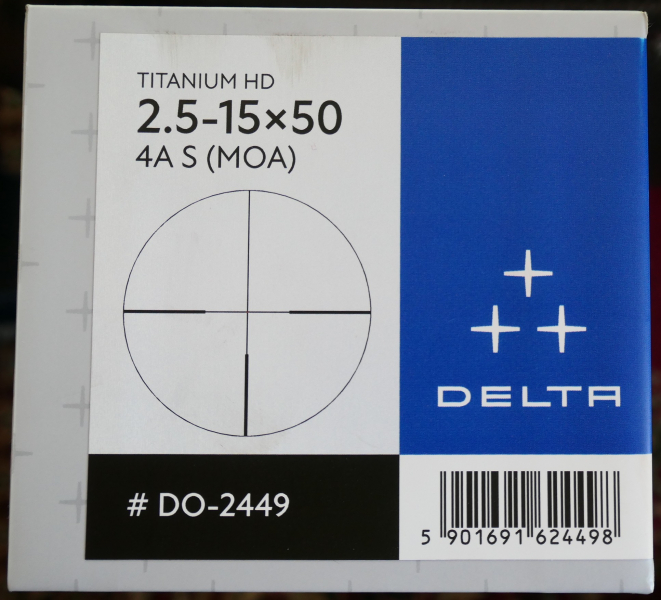 TITANIUM HD
2.5-15×50
4A S (MOA)
DELTA
# DO-2449
5 901691 624498